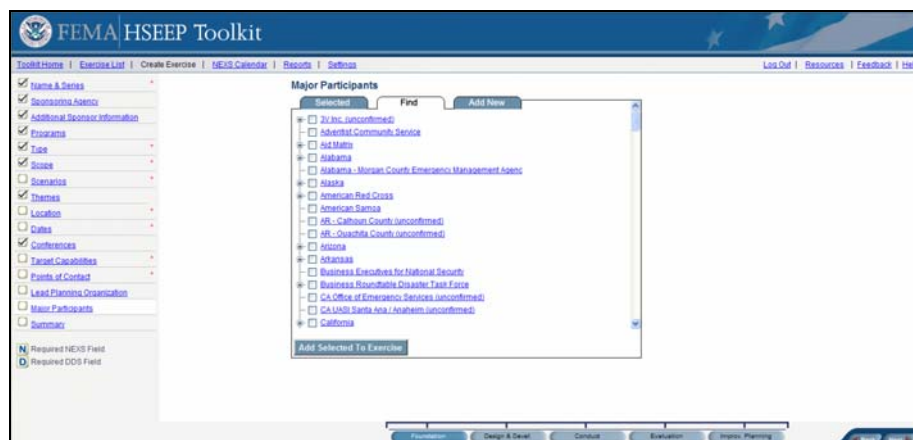 FEMA HSEEP Toolkit
Toolkit Home | Exercise List | Create Exercise | NEXS Calendar | Reports | Settings
Log Out | Resources | Feedback |
Name & Series *
Sponsoring Agency
Additional Sponsor Information
Programs
Type *
Scope *
Scenarios *
Themes
Location *
Dates *
Conferences
Target Capabilities *
Points of Contact *
Lead Planning Organization
Major Participants
Summary
N Required NEXS Field
D Required DDS Field
Major Participants
Selected Find Add New
3V Inc. (unconfirmed)
Adventist Community Service
Aid Matrix
Alabama
Alabama - Morgan County Emergency Management Agenc
Alaska
American Red Cross
American Samoa
AR - Calhoun County (unconfirmed)
AR - Ouachita County (unconfirmed)
Arizona
Arkansas
Business Executives for National Security
Business Roundtable Disaster Task Force
CA Office of Emergency Services (unconfirmed)
CA UASI Santa Ana / Anaheim (unconfirmed)
California
Add Selected To Exercise
Foundation Design & Devel. Conduct Evaluation Improv. Planning